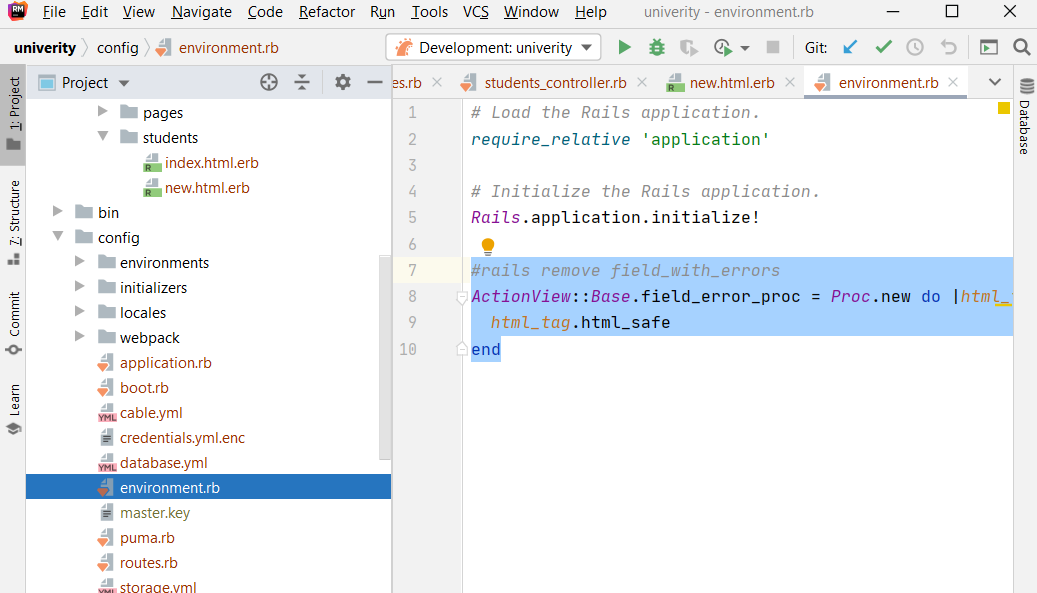 RM File Edit View Navigate Code Refactor Run Tools VCS Window Help univerity - environment.rb
univerity config environment.rb Development: univerity Git:
1: Project
7: Structure
Commit
Learn
Project
pages
students
index.html.erb
new.html.erb
bin
config
environments
initializers
locales
webpack
application.rb
boot.rb
cable.yml
credentials.yml.enc
database.yml
environment.rb
master.key
puma.rb
routes.rb
storage.yml
es.rb students_controller.rb new.html.erb environment.rb
1 # Load the Rails application.
2 require_relative 'application'
3
4 # Initialize the Rails application.
5 Rails.application.initialize!
6
7 #rails remove field_with_errors
8 ActionView::Base.field_error_proc = Proc.new do |html_
9 html_tag.html_safe
10 end
Database